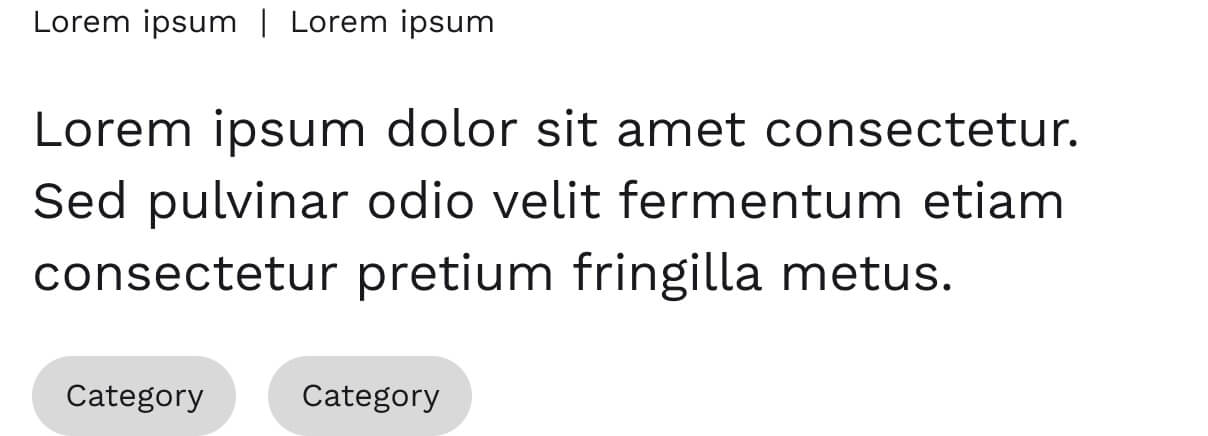 Lorem ipsum | Lorem ipsum
Lorem ipsum dolor sit amet consectetur.
Sed pulvinar odio velit fermentum etiam
consectetur pretium fringilla metus.
Category Category